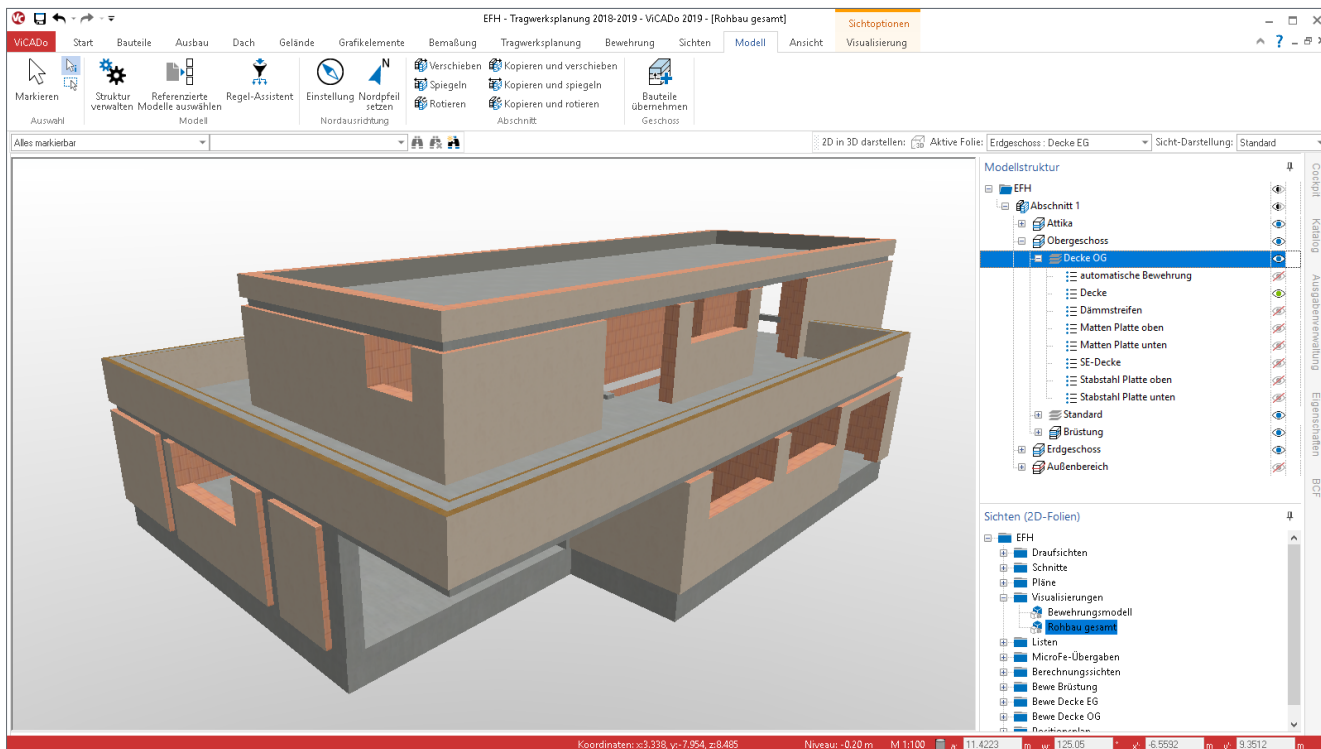 EFH - Tragwerksplanung 2018-2019 - ViCADo 2019 - [Rohbau gesamt]
Sichtoptionen
ViCADo Start Bauteile Ausbau Dach Gelände Grafikelemente Bemaßung Tragwerksplanung Bewehrung Sichten Modell Ansicht Visualisierung
Markieren
Auswahl
Struktur
verwalten
Referenzierte
Modelle auswählen
Regel-Assistent
Modell
Einstellung
Nordpfeil
setzen
Nordausrichtung
Verschieben
Kopieren und verschieben
Spiegeln
Kopieren und spiegeln
Rotieren
Kopieren und rotieren
Abschnitt
Bauteile
übernehmen
Geschoss
Alles markierbar
2D in 3D darstellen: Aktive Folie: Erdgeschoss : Decke EG Sicht-Darstellung: Standard
Modellstruktur
EFH
Abschnitt 1
Attika
Obergeschoss
Decke OG
automatische Bewehrung
Decke
Dämmstreifen
Matten Platte oben
Matten Platte unten
SE-Decke
Stabstahl Platte oben
Stabstahl Platte unten
Standard
Brüstung
Erdgeschoss
Außenbereich
Sichten (2D-Folien)
EFH
Draufsichten
Schnitte
Pläne
Visualisierungen
Bewehrungsmodell
Rohbau gesamt
Listen
MicroFe-Übergaben
Berechnungssichten
Bewe Brüstung
Bewe Decke EG
Bewe Decke OG
Positionsplan
Cockpit
Katalog
Ausgabenverwaltung
Eigenschaften
BCF
Koordinaten: x:3.338, y:-7.954, z:8.485 Niveau: -0.20 m M 1:100 a: 11.4223 m w: 125.05 ° x': -6.5592 m y': 9.3512 m